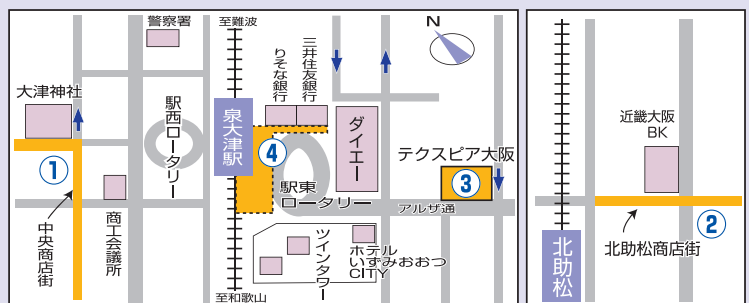 警察署
至難波
N
三井住友銀行
りそな銀行
大津神社
駅西ロータリー
泉大津駅
ダイエー
テクスピア大阪
①
④
③
駅東
ロータリー
アルザ通
中央商店街
商工会議所
ツインタワー
ホテル
いずみおおつ
CITY
至和歌山
近畿大阪
BK
②
北助松商店街
北助松